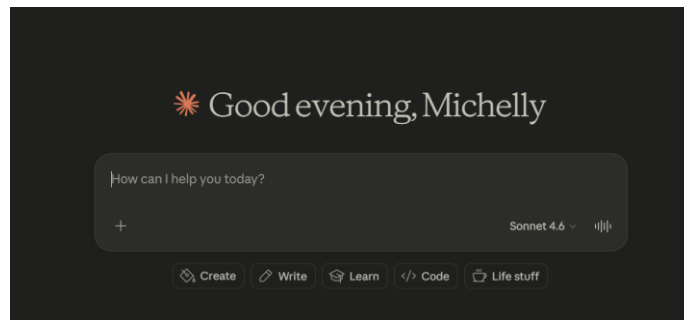 Good evening, Michelly
How can I help you today?
Sonnet 4.6
Create Write Learn </> Code Life stuff